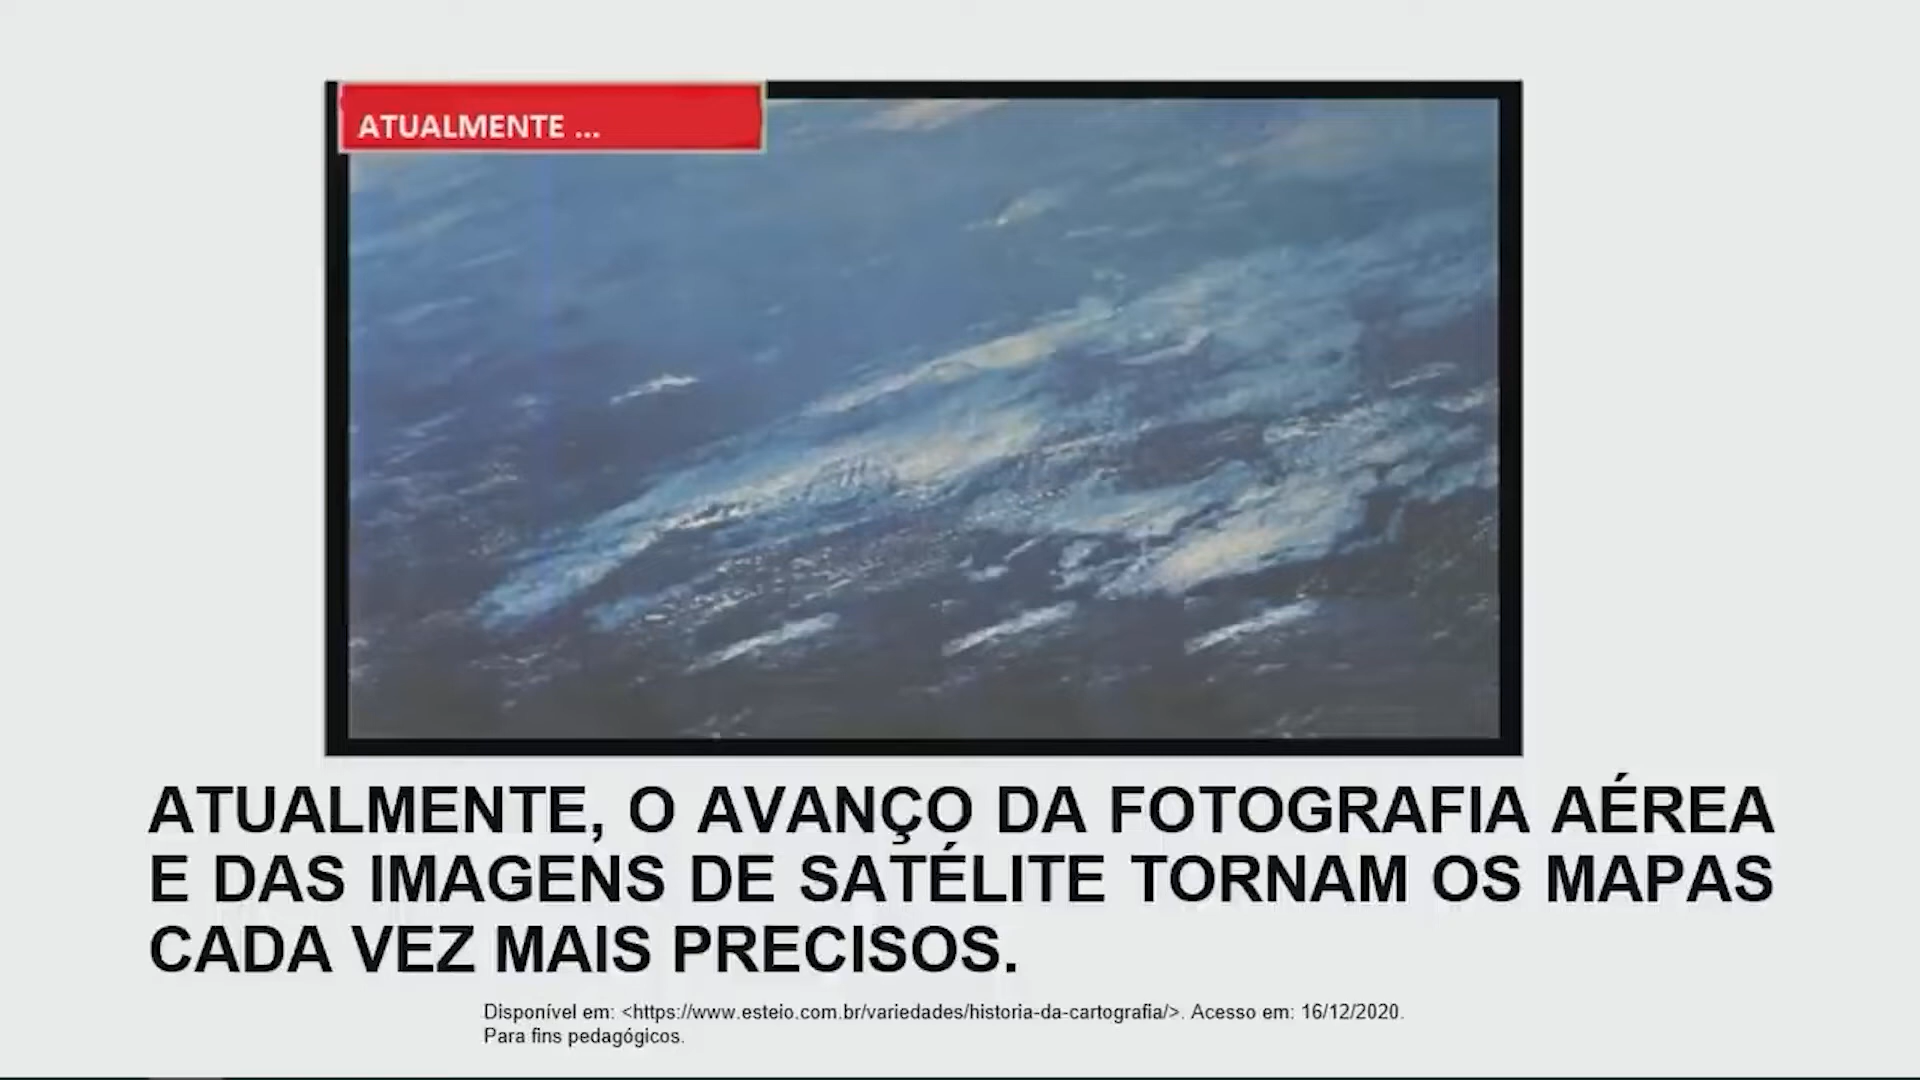 ATUALMENTE ...
ATUALMENTE, O AVANÇO DA FOTOGRAFIA AÉREA
E DAS IMAGENS DE SATÉLITE TORNAM OS MAPAS
CADA VEZ MAIS PRECISOS.
Disponível em: <https://www.esteio.com.br/variedades/historia-da-cartografia/>. Acesso em: 16/12/2020.
Para fins pedagógicos.